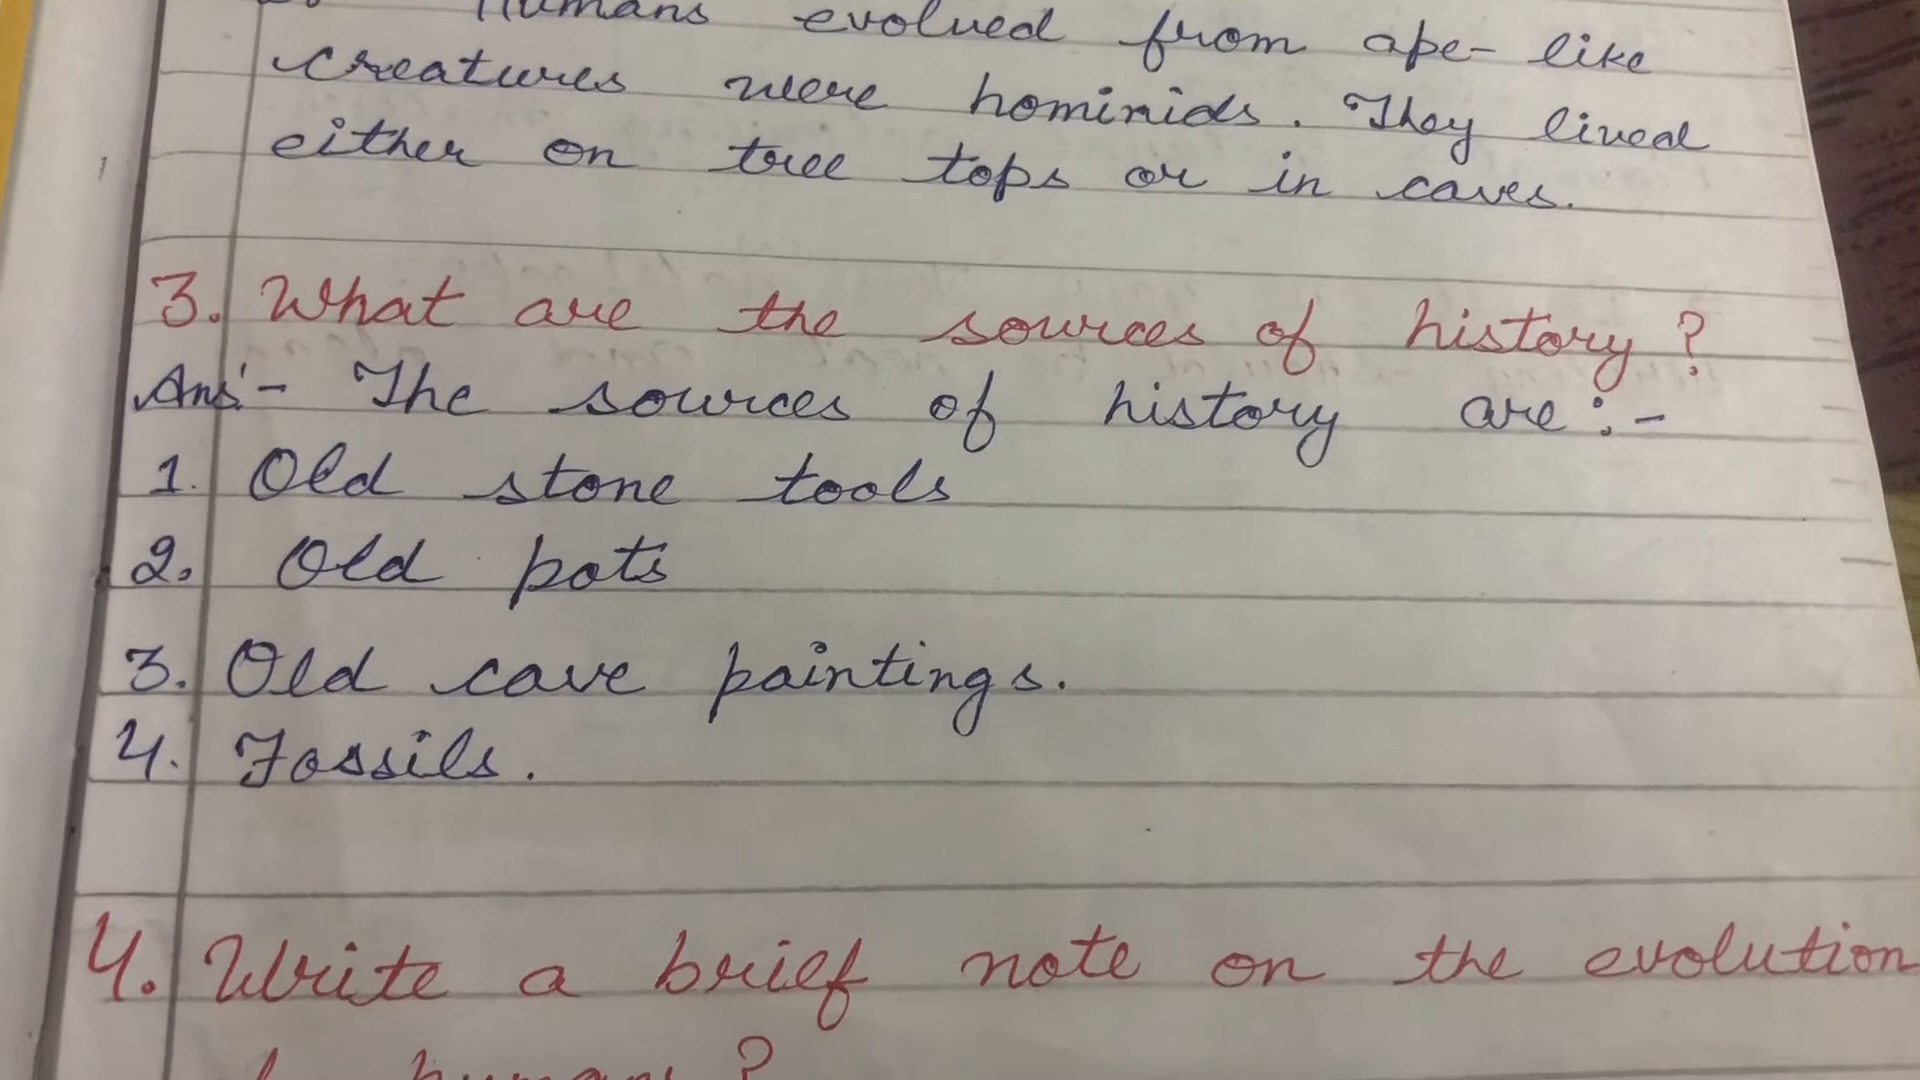 Humans evolved from ape- like
creatures were hominids. They lived
either on tree tops or in caves.
3. What are the sources of history?
Ans:- The sources of history are:-
1. Old stone tools
2. Old pots
3. Old cave paintings.
4. Fossils.
4. Write a brief note on the evolution
humans?